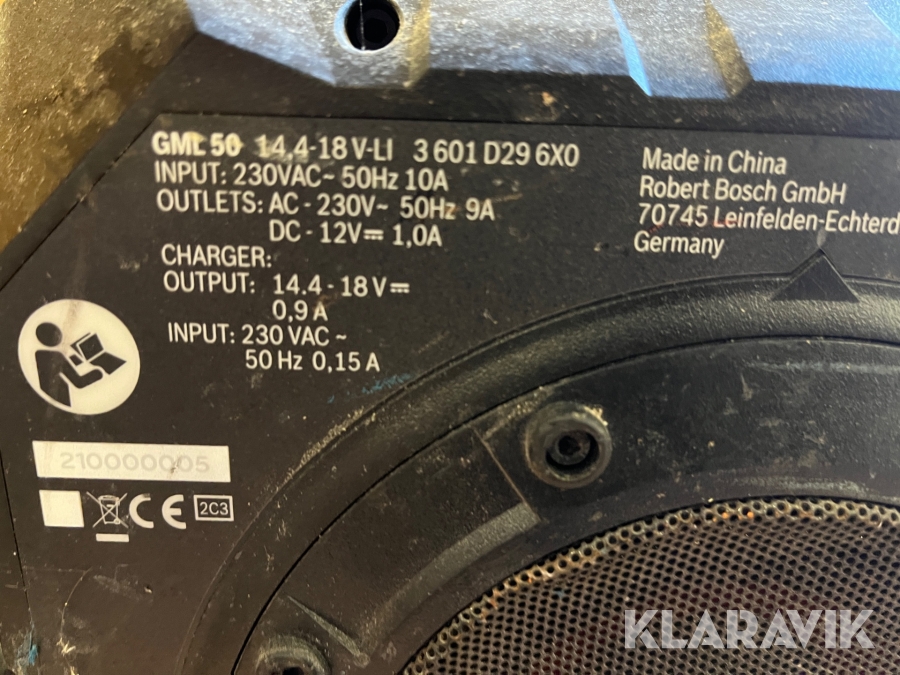 GML 50 14,4-18 V-LI 3 601 D29 6X0
INPUT: 230VAC~ 50Hz 10A
OUTLETS: AC - 230V~ 50Hz 9A
DC - 12V⎓ 1,0A
CHARGER:
OUTPUT: 14.4 - 18 V⎓
0,9 A
INPUT: 230 VAC ~
50 Hz 0,15 A
Made in China
Robert Bosch GmbH
70745 Leinfelden-Echterd
Germany
210000005
CE 2C3
KLARAVIK